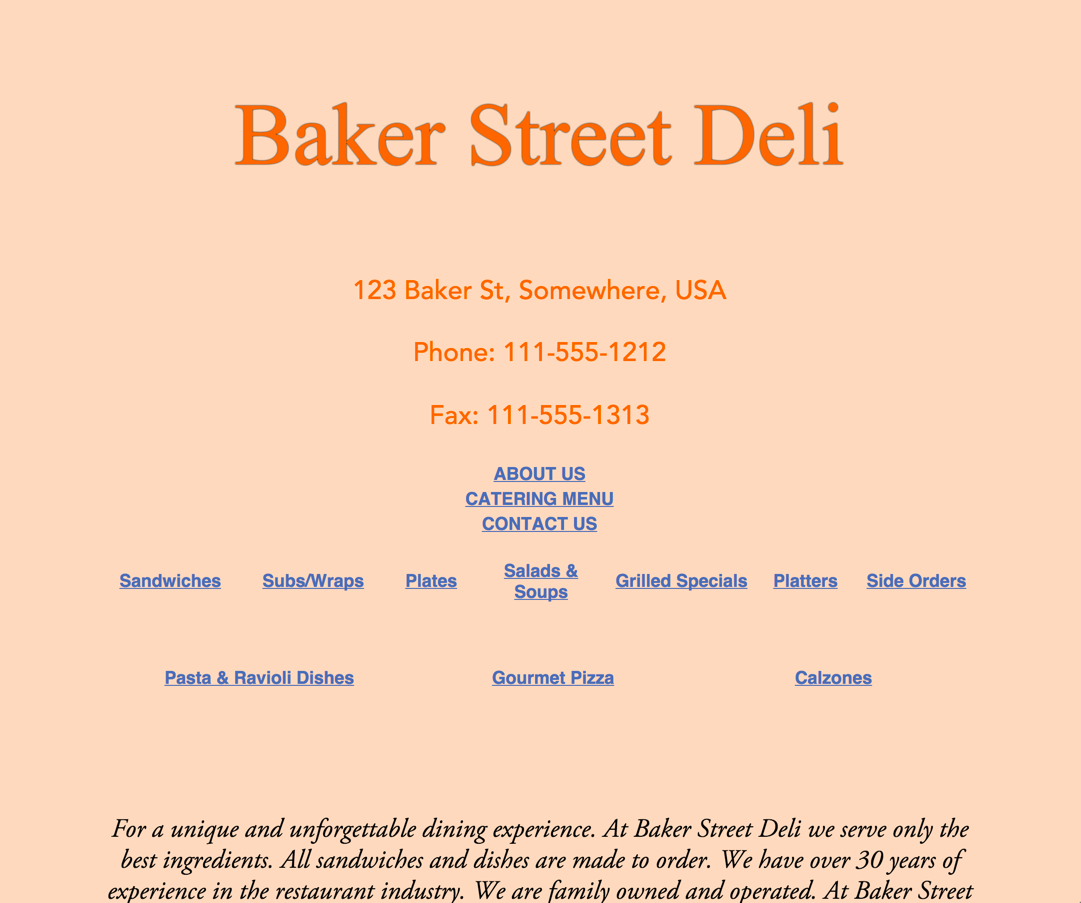 Baker Street Deli
123 Baker St, Somewhere, USA
Phone: 111-555-1212
Fax: 111-555-1313
ABOUT US
CATERING MENU
CONTACT US
Sandwiches Subs/Wraps Plates Salads & Soups Grilled Specials Platters Side Orders
Pasta & Ravioli Dishes Gourmet Pizza Calzones
For a unique and unforgettable dining experience. At Baker Street Deli we serve only the
best ingredients. All sandwiches and dishes are made to order. We have over 30 years of
experience in the restaurant industry. We are family owned and operated. At Baker Street